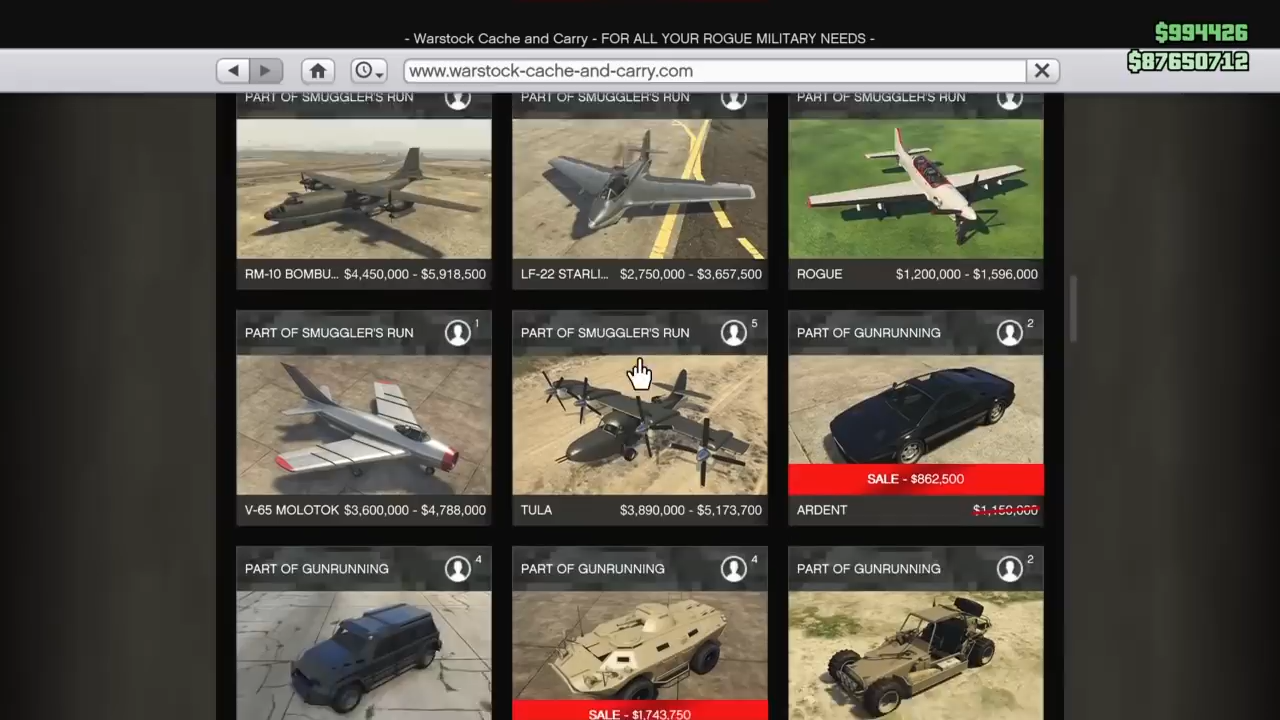 - Warstock Cache and Carry - FOR ALL YOUR ROGUE MILITARY NEEDS -
$994426
$87650712
www.warstock-cache-and-carry.com
PART OF SMUGGLER'S RUN
PART OF SMUGGLER'S RUN
PART OF SMUGGLER'S RUN
RM-10 BOMBU... $4,450,000 - $5,918,500
LF-22 STARLI... $2,750,000 - $3,657,500
ROGUE $1,200,000 - $1,596,000
PART OF SMUGGLER'S RUN 1
PART OF SMUGGLER'S RUN 5
PART OF GUNRUNNING 2
SALE - $862,500
V-65 MOLOTOK $3,600,000 - $4,788,000
TULA $3,890,000 - $5,173,700
ARDENT $1,150,000
PART OF GUNRUNNING 4
PART OF GUNRUNNING 4
PART OF GUNRUNNING 2
SALE - $1,743,750